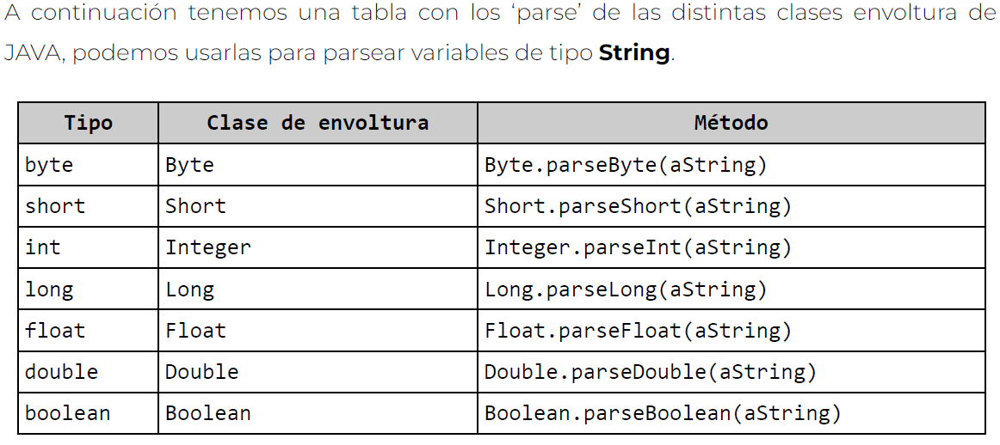 A continuación tenemos una tabla con los ‘parse’ de las distintas clases envoltura de
JAVA, podemos usarlas para parsear variables de tipo String.
Tipo Clase de envoltura Método
byte Byte Byte.parseByte(aString)
short Short Short.parseShort(aString)
int Integer Integer.parseInt(aString)
long Long Long.parseLong(aString)
float Float Float.parseFloat(aString)
double Double Double.parseDouble(aString)
boolean Boolean Boolean.parseBoolean(aString)